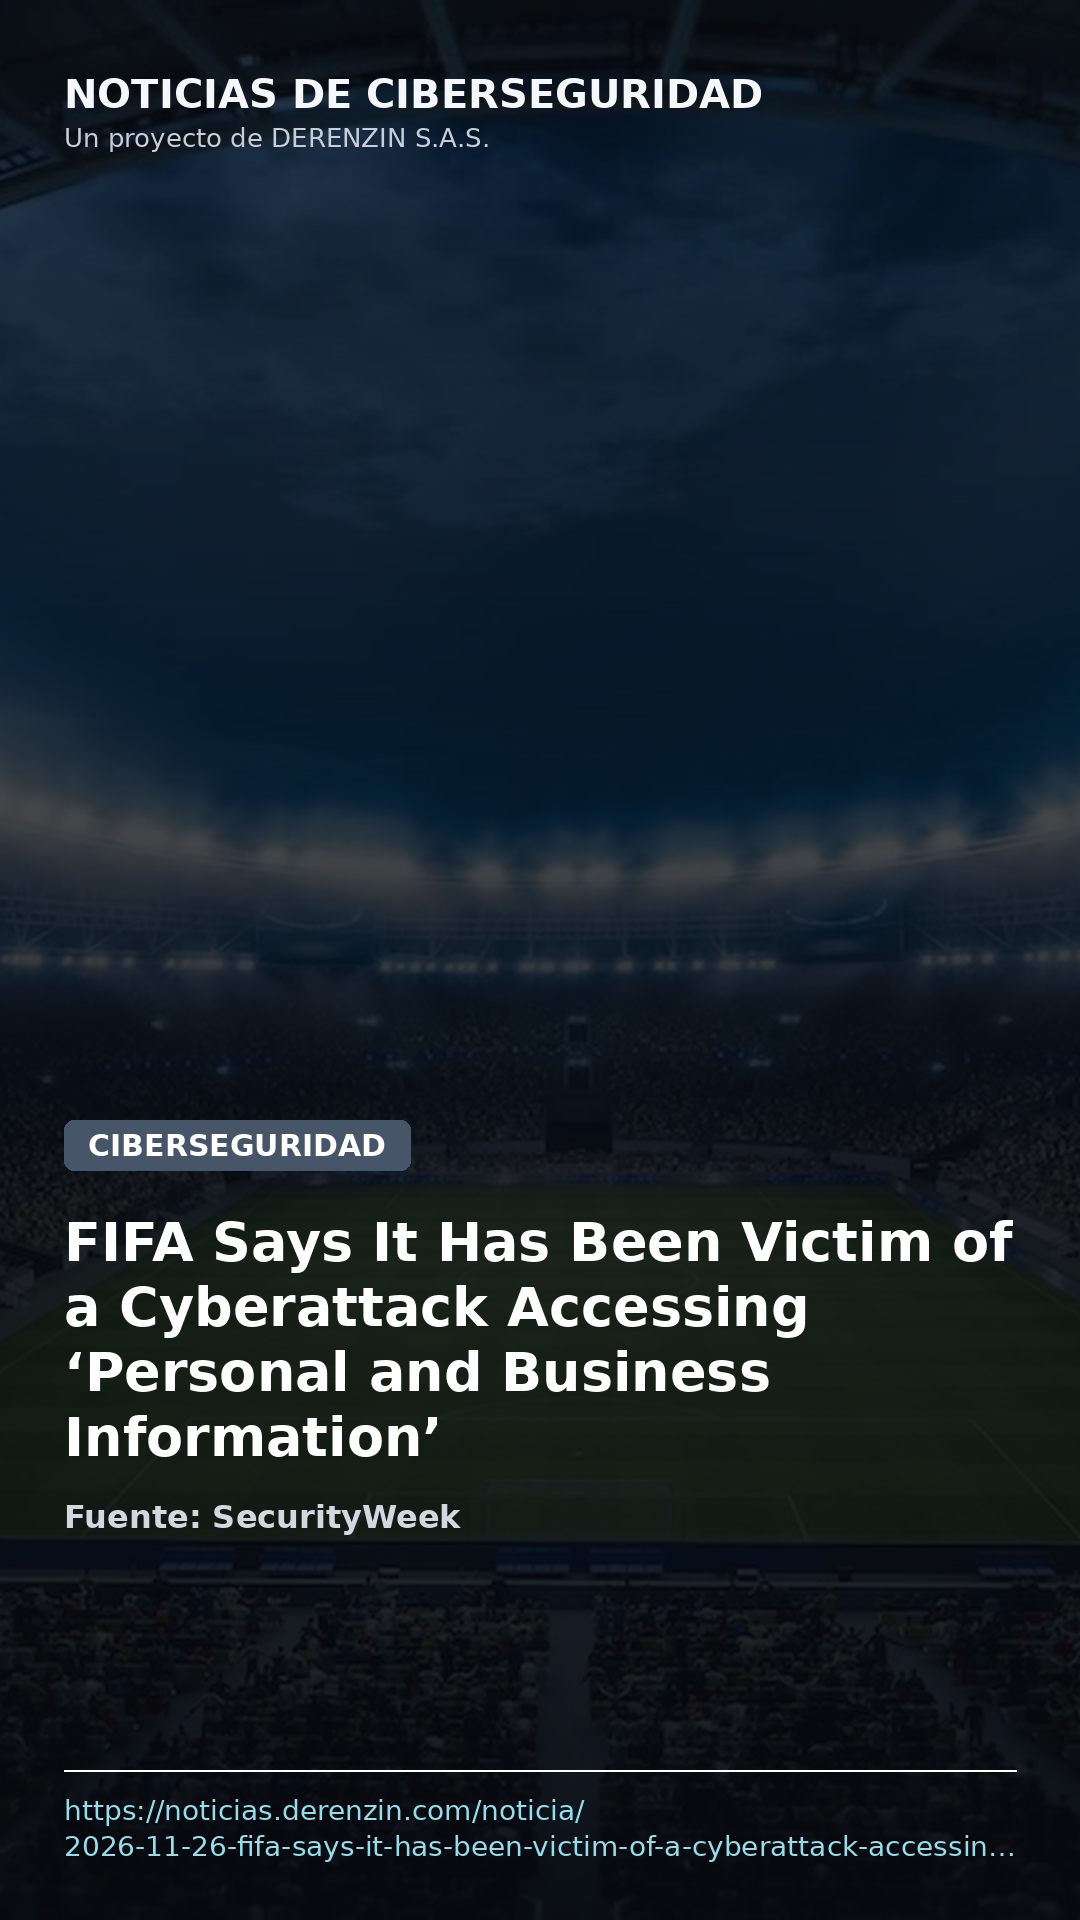 NOTICIAS DE CIBERSEGURIDAD
Un proyecto de DERENZIN S.A.S.
CIBERSEGURIDAD
FIFA Says It Has Been Victim of
a Cyberattack Accessing
‘Personal and Business
Information’
Fuente: SecurityWeek
https://noticias.derenzin.com/noticia/
2026-11-26-fifa-says-it-has-been-victim-of-a-cyberattack-accessin…